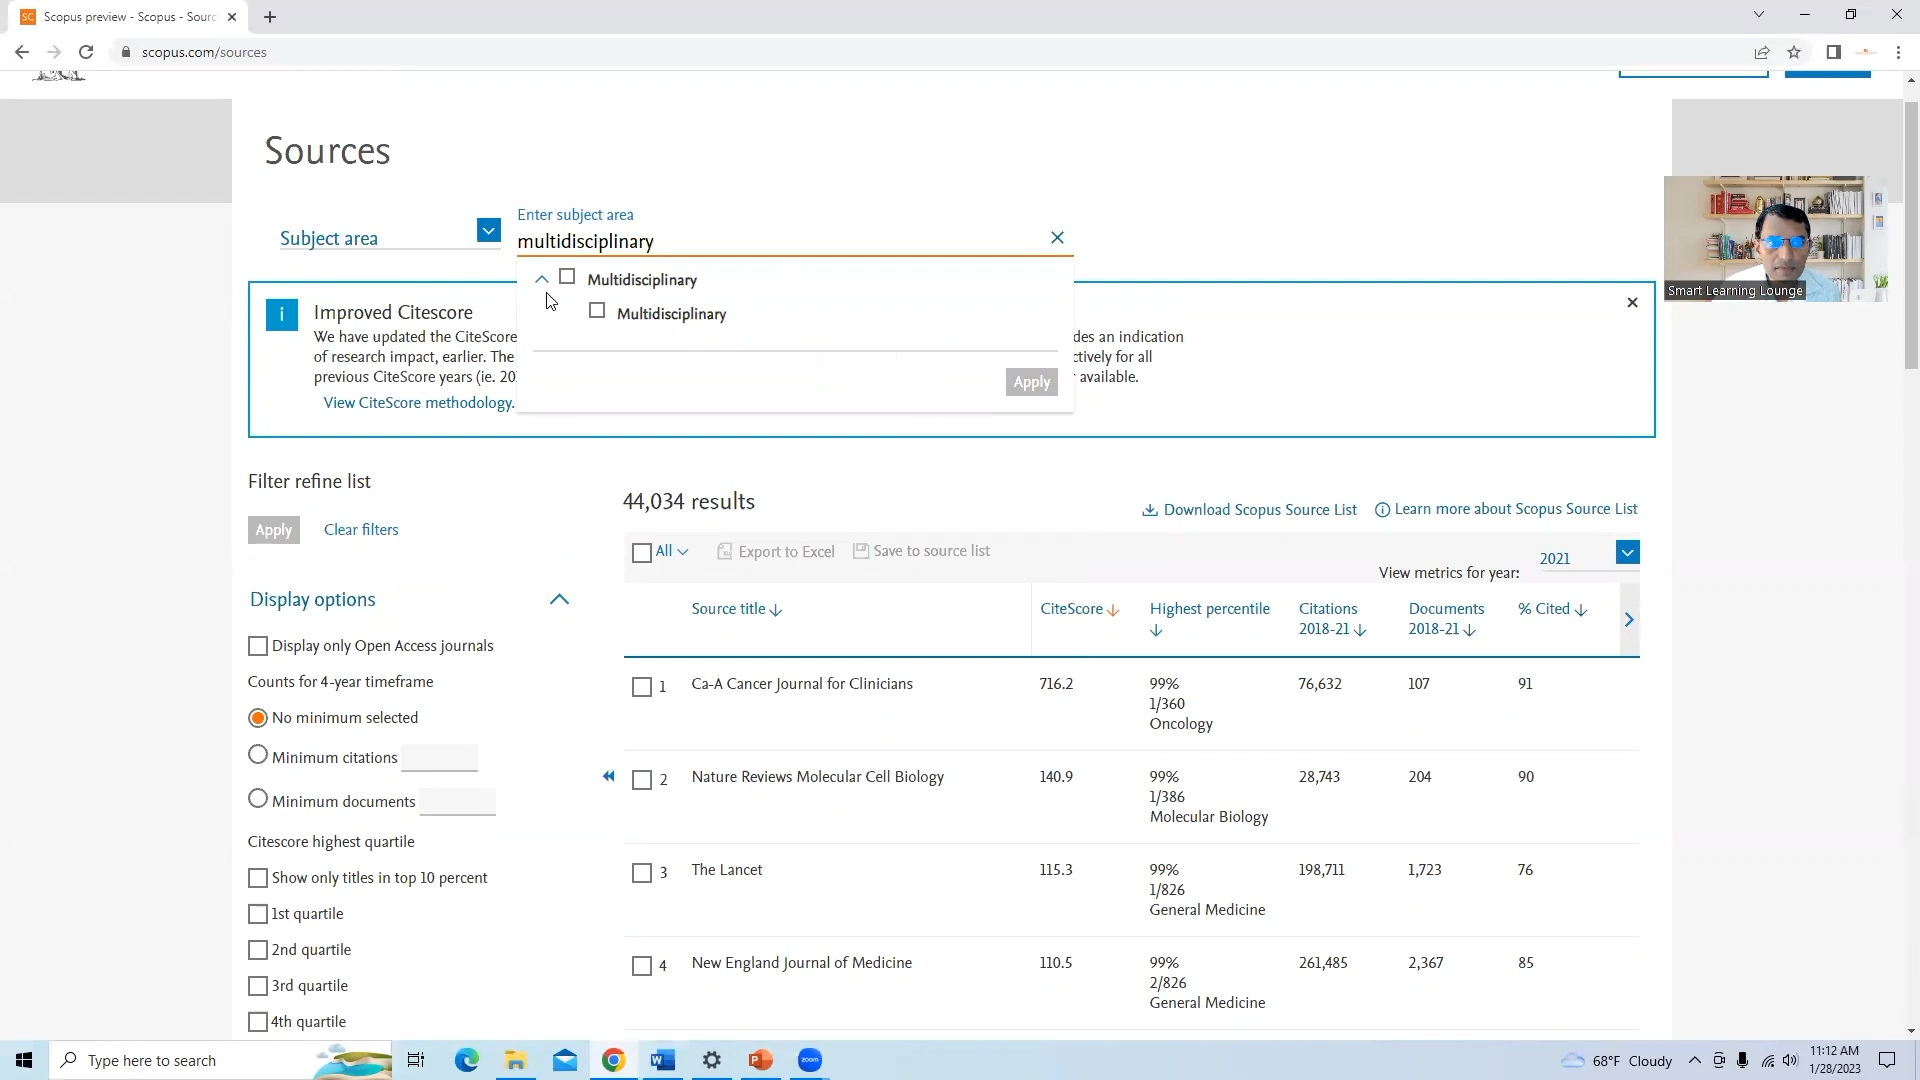 SC Scopus preview - Scopus - Sourc
scopus.com/sources
Sources
Subject area
Enter subject area
multidisciplinary
Multidisciplinary
Multidisciplinary
Apply
Smart Learning Lounge
i Improved Citescore
We have updated the CiteScore des an indication
of research impact, earlier. The ctively for all
previous CiteScore years (ie. 20 available.
View CiteScore methodology.
Filter refine list
Apply Clear filters
Display options
Display only Open Access journals
Counts for 4-year timeframe
No minimum selected
Minimum citations
Minimum documents
Citescore highest quartile
Show only titles in top 10 percent
1st quartile
2nd quartile
3rd quartile
4th quartile
44,034 results
Download Scopus Source List Learn more about Scopus Source List
All Export to Excel Save to source list
View metrics for year: 2021
Source title CiteScore Highest percentile Citations 2018-21 Documents 2018-21 % Cited
1 Ca-A Cancer Journal for Clinicians 716.2 99% 76,632 107 91
1/360
Oncology
2 Nature Reviews Molecular Cell Biology 140.9 99% 28,743 204 90
1/386
Molecular Biology
3 The Lancet 115.3 99% 198,711 1,723 76
1/826
General Medicine
4 New England Journal of Medicine 110.5 99% 261,485 2,367 85
2/826
General Medicine
Type here to search
zoom
68°F Cloudy
11:12 AM
1/28/2023